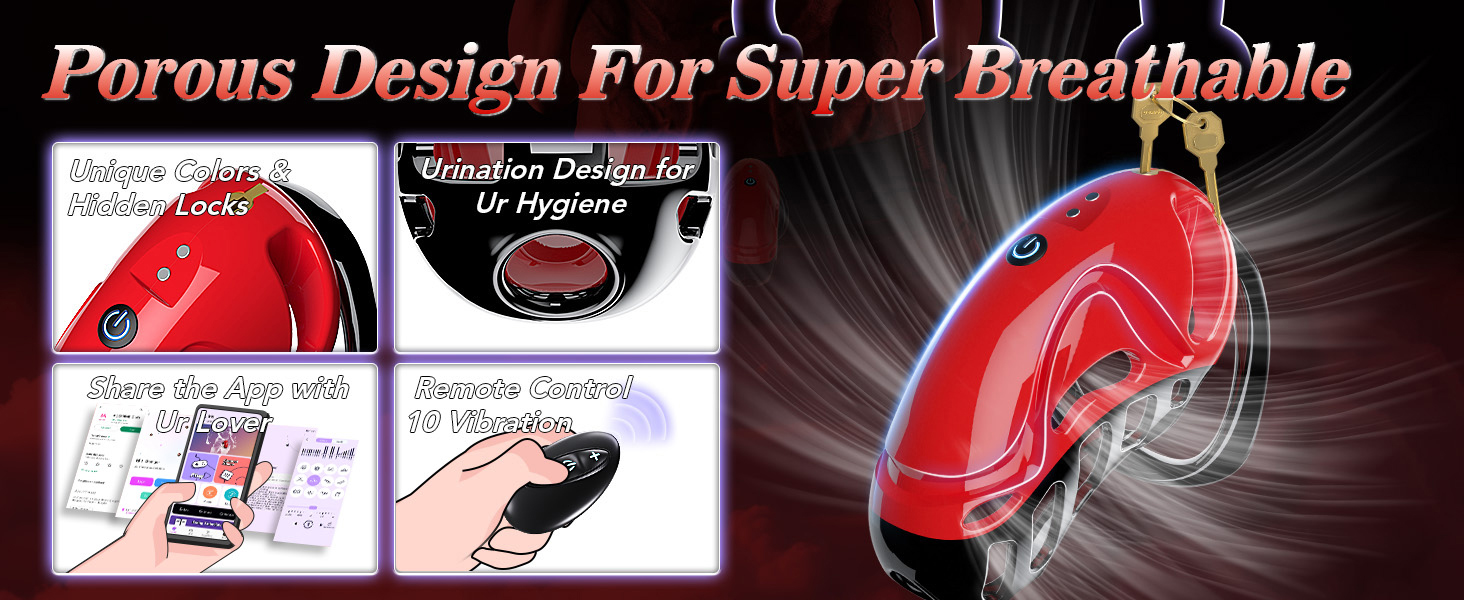 Porous Design For Super Breathable
Unique Colors &
Hidden Locks
Urination Design for
Ur Hygiene
Share the App with
Ur Lover
Remote Control
10 Vibration